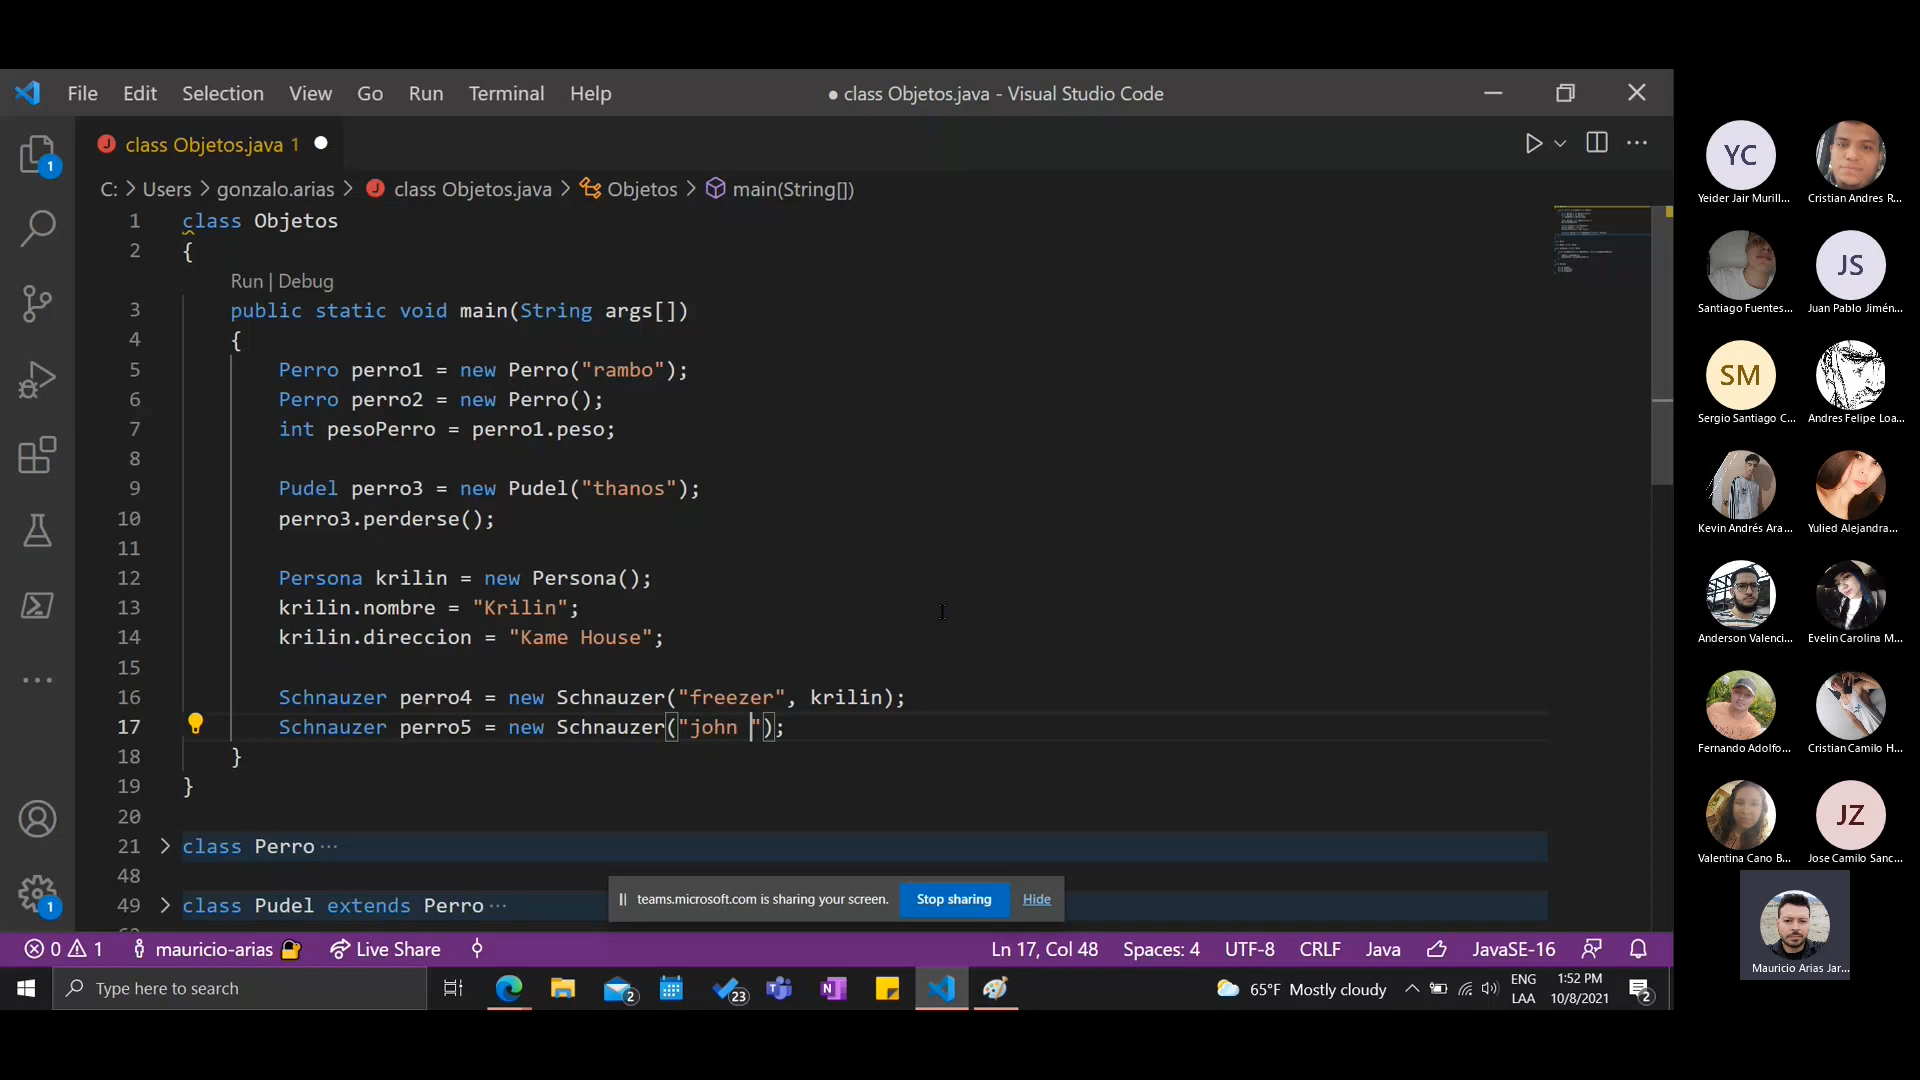 File Edit Selection View Go Run Terminal Help
● class Objetos.java - Visual Studio Code
class Objetos.java 1
C: > Users > gonzalo.arias > class Objetos.java > Objetos > main(String[])
1 class Objetos
2 {
Run | Debug
3 public static void main(String args[])
4 {
5 Perro perro1 = new Perro("rambo");
6 Perro perro2 = new Perro();
7 int pesoPerro = perro1.peso;
8
9 Pudel perro3 = new Pudel("thanos");
10 perro3.perderse();
11
12 Persona krilin = new Persona();
13 krilin.nombre = "Krilin";
14 krilin.direccion = "Kame House";
15
16 Schnauzer perro4 = new Schnauzer("freezer", krilin);
17 Schnauzer perro5 = new Schnauzer("john ");
18 }
19 }
20
21 > class Perro ···
48
49 > class Pudel extends Perro ···
teams.microsoft.com is sharing your screen. Stop sharing Hide
1
1
0 1 mauricio-arias Live Share Ln 17, Col 48 Spaces: 4 UTF-8 CRLF Java JavaSE-16
Type here to search 2 23 65°F Mostly cloudy ENG LAA 1:52 PM 10/8/2021 2
YC
Yeider Jair Murill... Cristian Andres R...
JS
Santiago Fuentes... Juan Pablo Jimén...
SM
Sergio Santiago C... Andres Felipe Loa...
Kevin Andrés Ara... Yulied Alejandra...
Anderson Valenci... Evelin Carolina M...
Fernando Adolfo... Cristian Camilo H...
JZ
Valentina Cano B... Jose Camilo Sanc...
Mauricio Arias Jar...